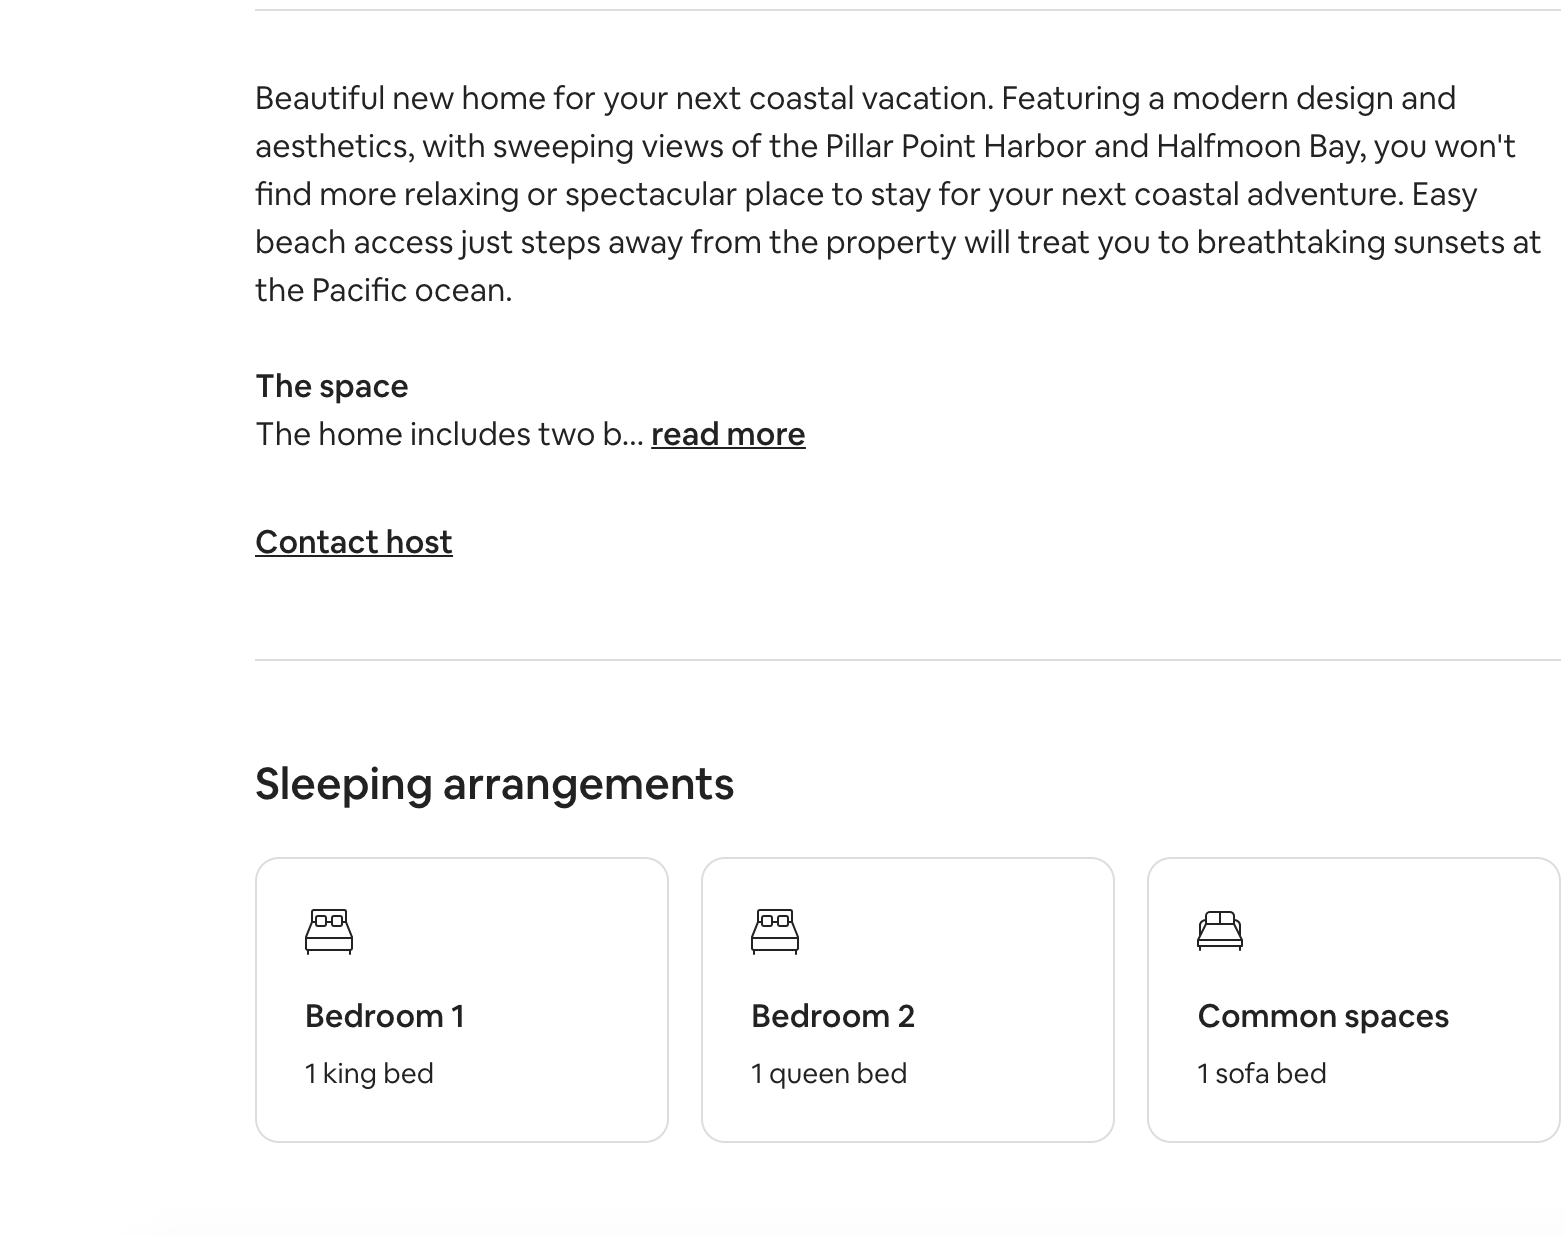 Beautiful new home for your next coastal vacation. Featuring a modern design and
aesthetics, with sweeping views of the Pillar Point Harbor and Halfmoon Bay, you won't
find more relaxing or spectacular place to stay for your next coastal adventure. Easy
beach access just steps away from the property will treat you to breathtaking sunsets at
the Pacific ocean.
The space
The home includes two b... read more
Contact host
Sleeping arrangements
Bedroom 1
1 king bed
Bedroom 2
1 queen bed
Common spaces
1 sofa bed